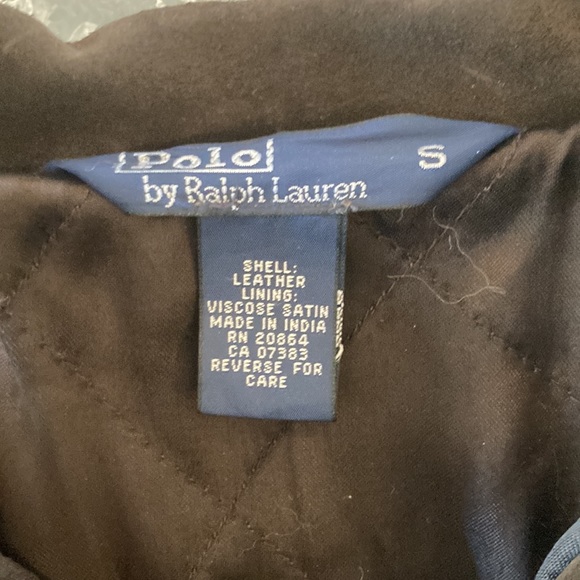 Polo S
by Ralph Lauren
SHELL:
LEATHER
LINING:
VISCOSE SATIN
MADE IN INDIA
RN 20864
CA 07383
REVERSE FOR
CARE